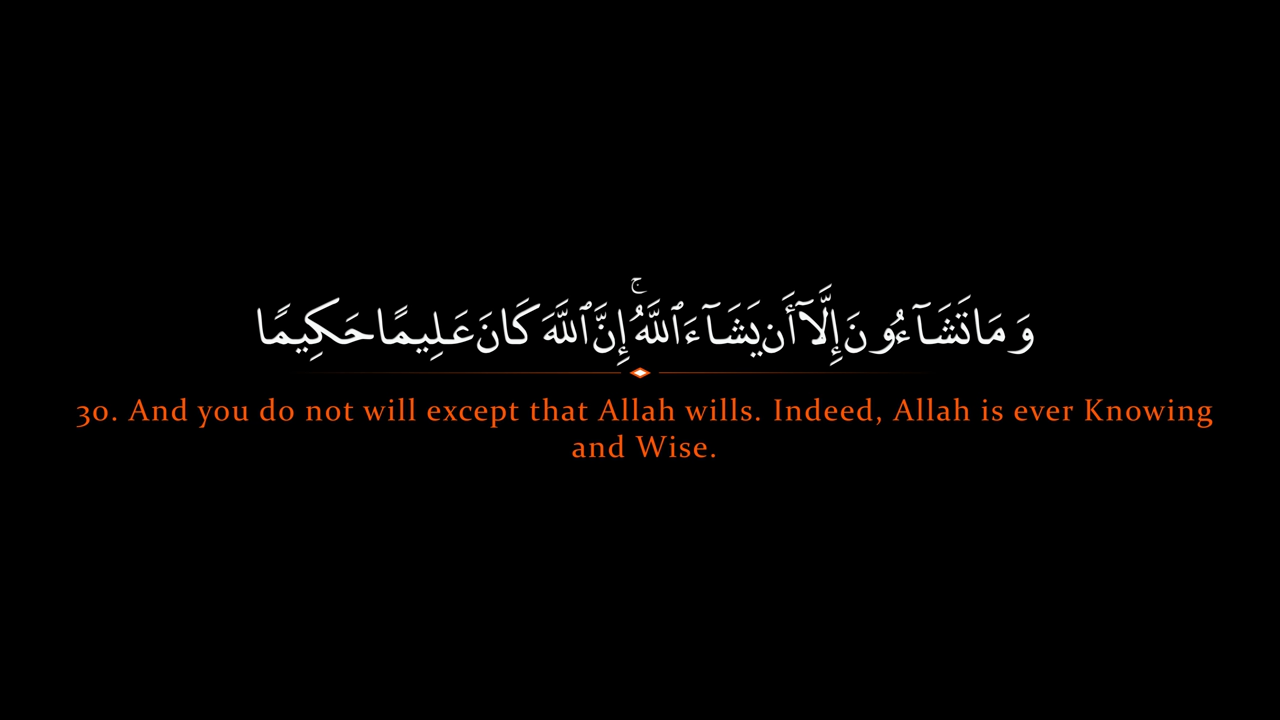 وَمَا تَشَآءُونَ إِلَّآ أَن يَشَآءَ ٱللَّهُ ۚ إِنَّ ٱللَّهَ كَانَ عَلِيمًا حَكِيمًا
30. And you do not will except that Allah wills. Indeed, Allah is ever Knowing
and Wise.